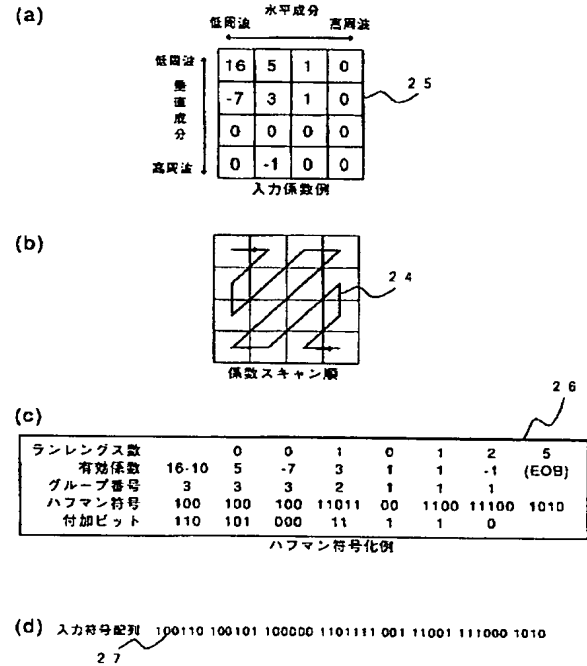 (a)
水平成分
低周波 高周波
低周波
垂直成分
高周波
16 5 1 0
-7 3 1 0
0 0 0 0
0 -1 0 0
25
入力係数例
(b)
24
係数スキャン順
(c)
26
ランレングス数 0 0 1 0 1 2 5
有効係数 16-10 5 -7 3 1 1 -1 (EOB)
グループ番号 3 3 3 2 1 1 1
ハフマン符号 100 100 100 11011 00 1100 11100 1010
付加ビット 110 101 000 11 1 1 0
ハフマン符号化例
(d) 入力符号配列 100110 100101 100000 1101111 001 11001 111000 1010
27